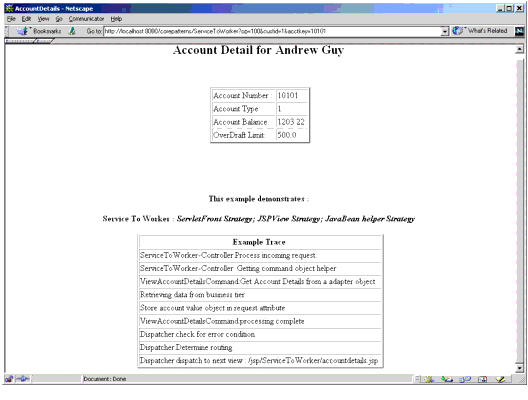 AccountDetails - Netscape
File Edit View Go Communicator Help
Bookmarks Go to: http://localhost:8080/corepatterns/ServiceToWorker?op=100&custId=1&acctkey=10101 What's Related
Account Detail for Andrew Guy
Account Number : 10101
Account Type 1
Account Balance 1203.22
OverDraft Limit: 500.0
This example demonstrates :
Service To Worker : ServletFront Strategy; JSPView Strategy; JavaBean helper Strategy
Example Trace
ServiceToWorker-Controller:Process incoming request.
ServiceToWorker-Controller Getting command object helper
ViewAccountDetailsCommand:Get Account Details from a adapter object
Retrieving data from business tier
Store account value object in request attribute
ViewAccountDetailsCommand:processing complete
Dispatcher:check for error condition
Dispatcher:Determine routing
Dispatcher dispatch to next view : /jsp/ServiceToWorker/accountdetails.jsp
Document: Done